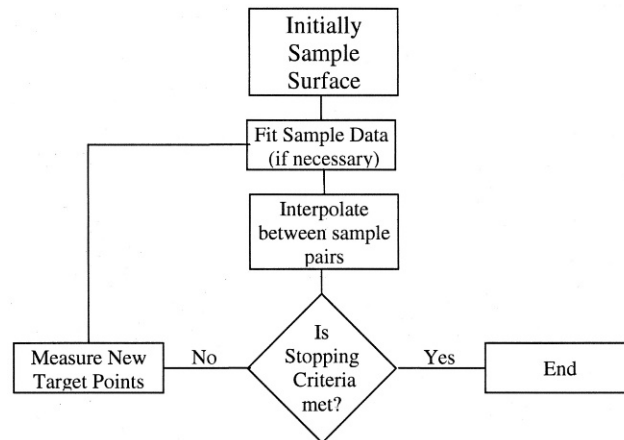 Initially
Sample
Surface
Fit Sample Data
(if necessary)
Interpolate
between sample
pairs
Is
Stopping
Criteria
met?
No
Yes
Measure New
Target Points
End